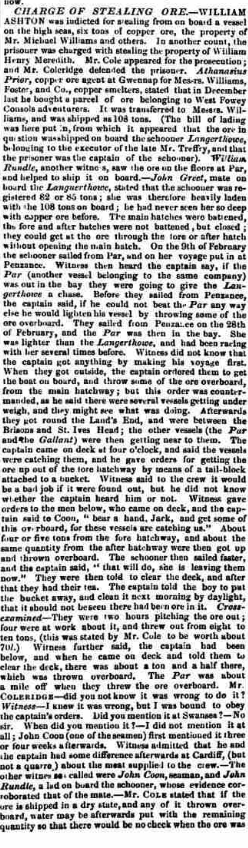 now.
CHARGE OF STEALING ORE.—WILLIAM
ASHTON was indicted for stealing from on board a vessel
on the high seas, six tons of copper ore, the property of
Mr. Michael Williams and others. In another count, the
prisoner was charged with stealing the property of William
Henry Meredith. Mr. Cole appeared for the prosecution;
and Mr. Coleridge defended the prisoner. Athanasius
Prior, copper ore agent at Gwennap for Messrs. Williams,
Foster, and Co., copper smelters, stated that in December
last he bought a parcel of ore belonging to West Fowey
Consols adventurers. It was transferred to Messrs. Wil-
liams, and was shipped as 108 tons. (The bill of lading
was here put in, from which it appeared that the ore in
question was shipped on board the schooner Langerthowe,
belonging to the executor of the late Mr. Treffry, and that
the prisoner was the captain of the schooner). William
Rundle, another witness, saw the ore on the floors at Par,
and helped to ship it on board.—John Greet, mate on
board the Langerthowe, stated that the schooner was re-
gistered 82 or 85 tons; she was therefore heavily laden
with the 108 tons on board; he had never seen her so deep
with copper ore before. The main hatches were battened,
the fore and after hatches were not battened, but closed;
they could get at the ore through the fore or after hatch
without opening the main hatch. On the 9th of February
the schooner sailed from Par, and on her voyage put in at
Penzance. Witness then heard the captain say, if the
Par (another vessel belonging to the same company)
was out in the bay they were going to give the Lan-
gerthowe a chase. Before they sailed from Penzance,
the captain said, if he could not beat the Par any way
else he would lighten his vessel by throwing some of the
ore overboard. They sailed from Penzance on the 28th
of February, and the Par was then in the bay. She
was lighter than the Langerthowe, and had been racing
with her several times before. Witness did not know that
the captain got anything by making his voyage first.
When they got outside, the captain ordered them to get
the boat on board, and throw some of the ore overboard,
from the main hatchway; but this order was counter-
manded, as he said there were several vessels getting under
weigh, and they might see what was doing. Afterwards
they got round the Land's End, and were between the
Brisons and St. Ives Head; the other vessels (the Par
and the Gallant) were then getting near to them. The
captain came on deck at four o'clock, and said the vessels
were catching them, and he gave orders for getting the
ore up out of the fore hatchway by means of a tail-block
attached to a bucket. Witness said to the crew it would
be a bad job if it were found out, but he did not know
whether the captain heard him or not. Witness gave
orders to the men below, who came on deck, and the cap-
tain said to Coon, "bear a hand, Jack, and get some of
this overboard, for these vessels are catching us." About
four or five tons from the fore hatchway, and about the
same quantity from the after hatchway were then got up
and thrown overboard. The schooner then sailed faster,
and the captain said, "that will do, she is leaving them
now." They were then told to clear the deck, and after
that they had their tea. The captain told the boy to put
the bucket away, and clean it next morning by daylight,
that it should not be seen there had been ore in it. Cross-
examined—They were two hours pitching the ore out;
four were at work about it, and threw out from eight to
ten tons, (this was stated by Mr. Cole to be worth about
70l.) Witness further said, the captain had been
below, and when he came on deck and told them to
clear the deck, there was about a ton and a half there,
which was thrown overboard. The Par was about
a mile off when they threw the ore overboard. Mr.
COLERIDGE—did you not know it was wrong to do it?
Witness—I knew it was wrong, but I was bound to obey
the captain's orders. Did you mention it at Swansea?—No
sir. When did you mention it?—I did not mention it at
all; John Coon (one of the seamen) first mentioned it three
or four weeks afterwards. Witness admitted that he and
the captain had some difference afterwards at Cardiff, (but
not a quarrel) about the meat supplied to the crew.—The
other witnesses called were John Coon, seaman, and John
Rundle, a lad on board the schooner, whose evidence cor-
roborated that of the mate.—Mr. COLE stated that if the
ore is shipped in a dry state, and any of it thrown over-
board, water may be afterwards put with the remaining
quantity so that there would be no check when the ore was